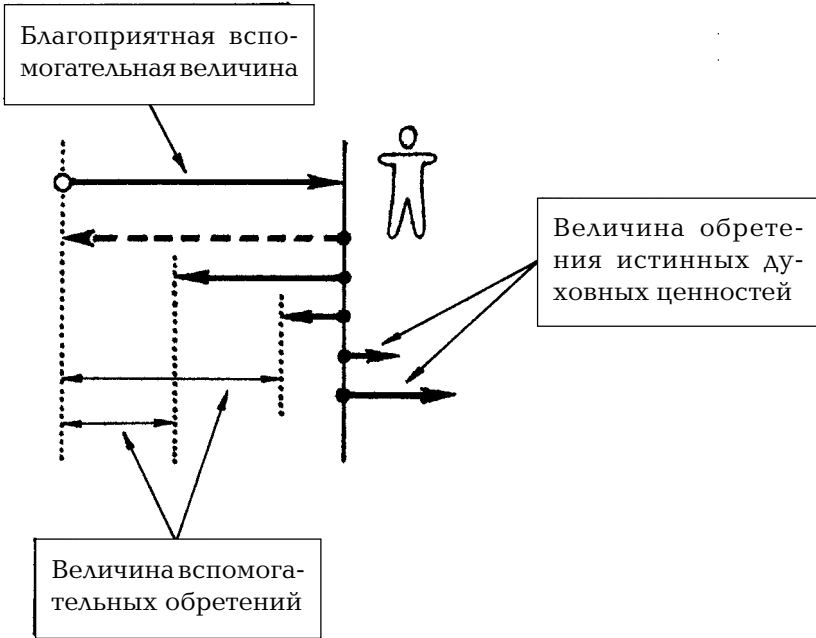 Благоприятная вспо-
могательная величина
Величина обрете-
ния истинных ду-
ховных ценностей
Величина вспомога-
тельных обретений